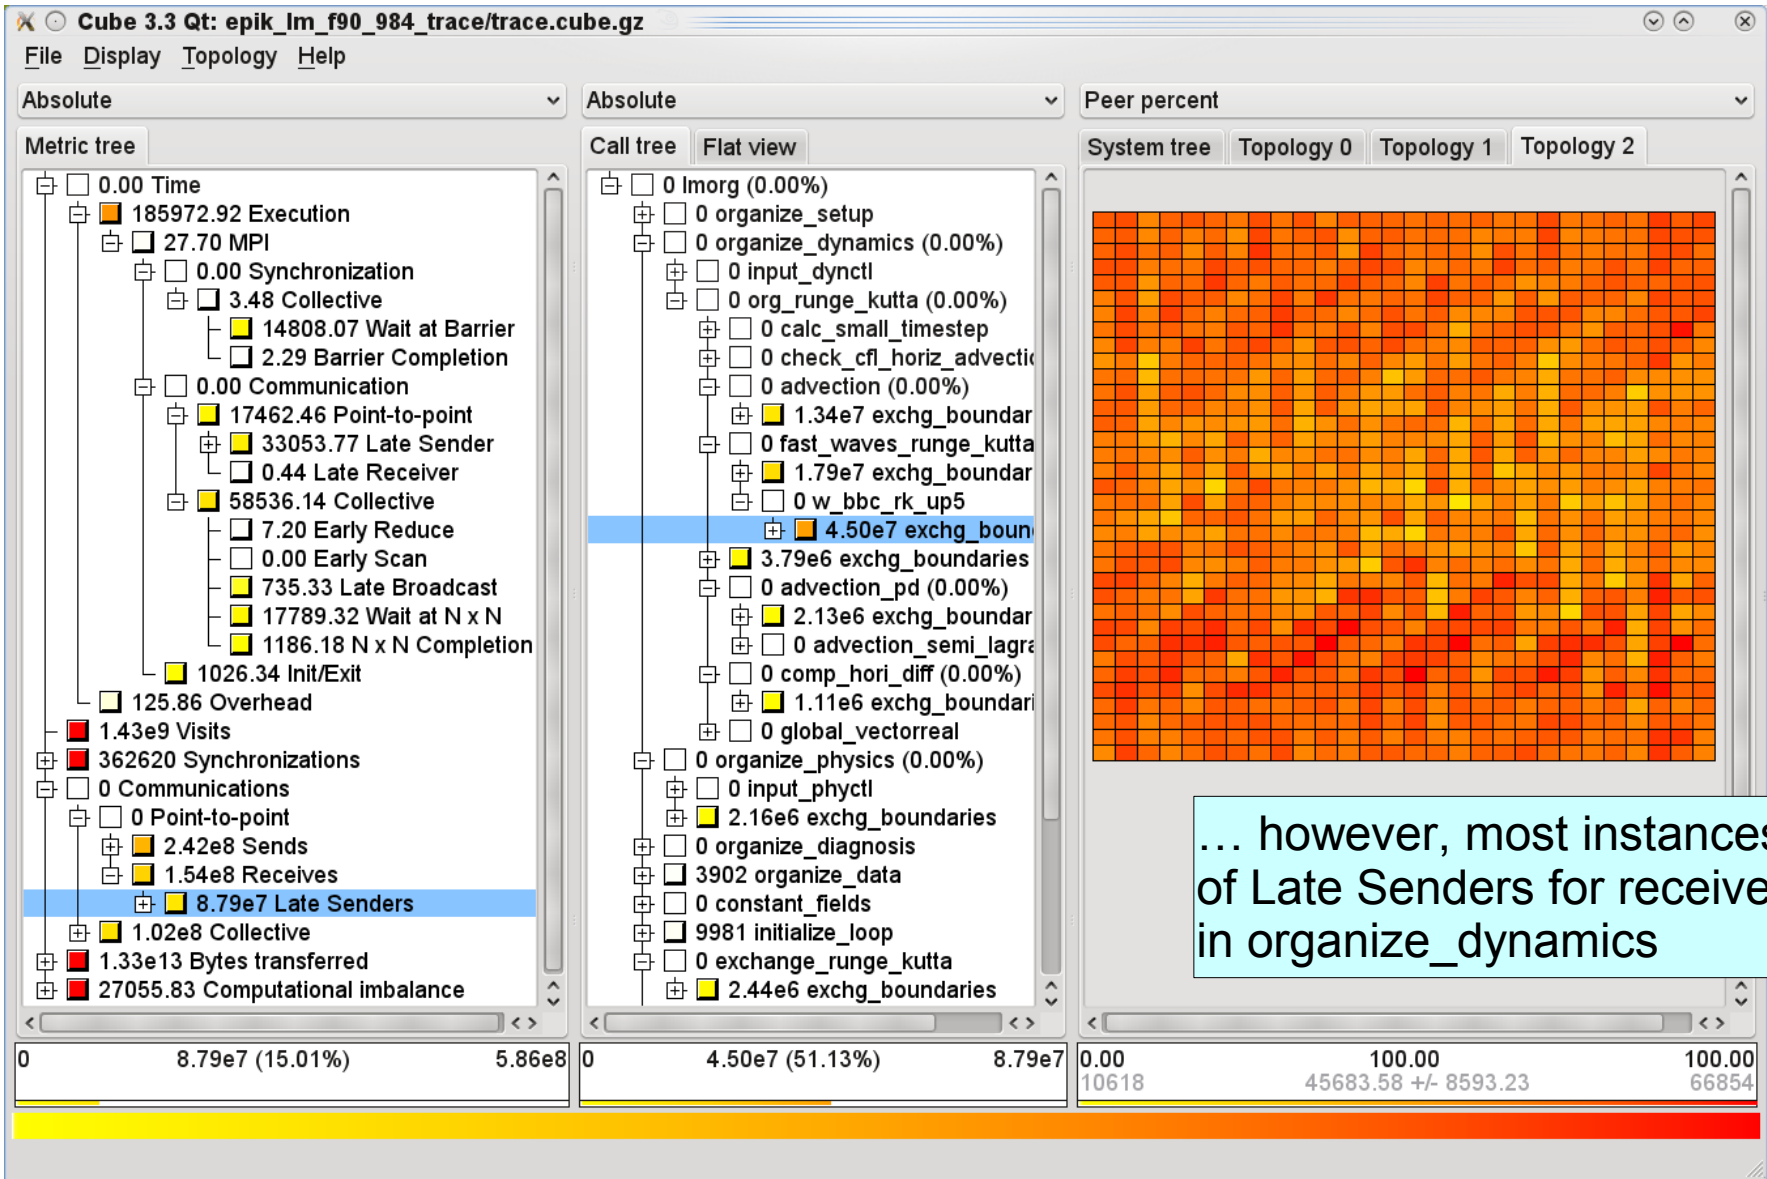 Cube 3.3 Qt: epik_lm_f90_984_trace/trace.cube.gz
File Display Topology Help
Absolute
Absolute
Peer percent
Metric tree
0.00 Time
185972.92 Execution
27.70 MPI
0.00 Synchronization
3.48 Collective
14808.07 Wait at Barrier
2.29 Barrier Completion
0.00 Communication
17462.46 Point-to-point
33053.77 Late Sender
0.44 Late Receiver
58536.14 Collective
7.20 Early Reduce
0.00 Early Scan
735.33 Late Broadcast
17789.32 Wait at N x N
1186.18 N x N Completion
1026.34 Init/Exit
125.86 Overhead
1.43e9 Visits
362620 Synchronizations
0 Communications
0 Point-to-point
2.42e8 Sends
1.54e8 Receives
8.79e7 Late Senders
1.02e8 Collective
1.33e13 Bytes transferred
27055.83 Computational imbalance
0 8.79e7 (15.01%) 5.86e8
Call tree Flat view
0 lmorg (0.00%)
0 organize_setup
0 organize_dynamics (0.00%)
0 input_dynctl
0 org_runge_kutta (0.00%)
0 calc_small_timestep
0 check_cfl_horiz_advectic
0 advection (0.00%)
1.34e7 exchg_boundar
0 fast_waves_runge_kutta
1.79e7 exchg_boundar
0 w_bbc_rk_up5
4.50e7 exchg_boun
3.79e6 exchg_boundaries
0 advection_pd (0.00%)
2.13e6 exchg_boundar
0 advection_semi_lagra
0 comp_hori_diff (0.00%)
1.11e6 exchg_boundari
0 global_vectorreal
0 organize_physics (0.00%)
0 input_phyctl
2.16e6 exchg_boundaries
0 organize_diagnosis
3902 organize_data
0 constant_fields
9981 initialize_loop
0 exchange_runge_kutta
2.44e6 exchg_boundaries
0 4.50e7 (51.13%) 8.79e7
System tree Topology 0 Topology 1 Topology 2
… however, most instances
of Late Senders for receive
in organize_dynamics
0.00 100.00 100.00
10618 45683.58 +/- 8593.23 66854